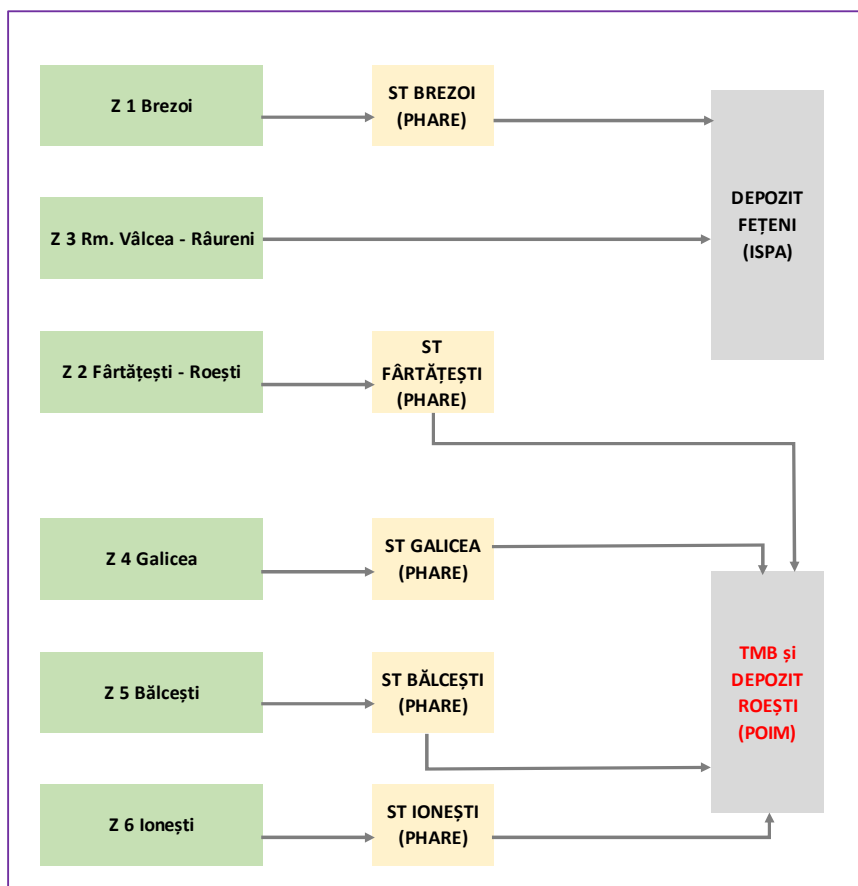 Z 1 Brezoi
ST BREZOI
(PHARE)
DEPOZIT
FEȚENI
(ISPA)
Z 3 Rm. Vâlcea - Râureni
Z 2 Fârtățești - Roești
ST
FÂRTĂȚEȘTI
(PHARE)
Z 4 Galicea
ST GALICEA
(PHARE)
TMB și
DEPOZIT
ROEȘTI
(POIM)
Z 5 Bălcești
ST BĂLCEȘTI
(PHARE)
Z 6 Ionești
ST IONEȘTI
(PHARE)